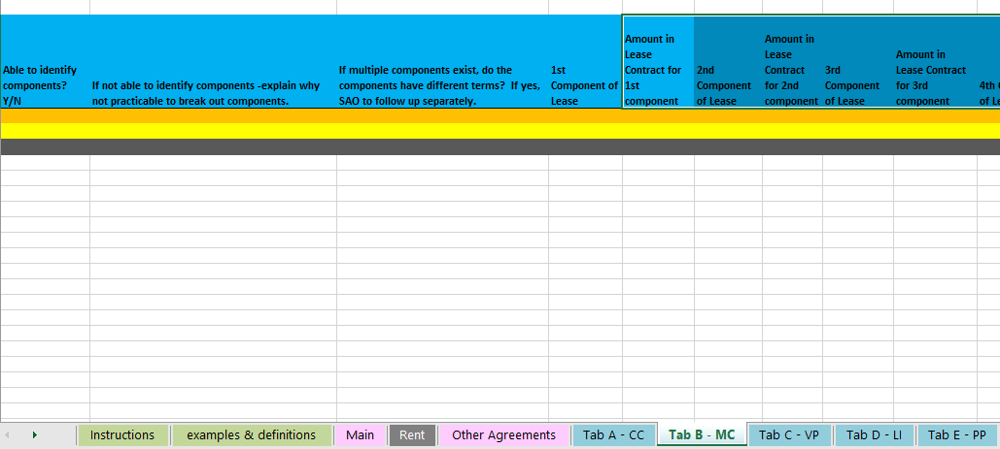 Able to identify
components?
Y/N
If not able to identify components -explain why
not practicable to break out components.
If multiple components exist, do the
components have different terms? If yes,
SAO to follow up separately.
1st
Component of
Lease
Amount in
Lease
Contract for
1st
component
2nd
Component
of Lease
Amount in
Lease
Contract
for 2nd
component
3rd
Component
of Lease
Amount in
Lease Contract
for 3rd
component
4th
Instructions
examples & definitions
Main
Rent
Other Agreements
Tab A - CC
Tab B - MC
Tab C - VP
Tab D - LI
Tab E - PP